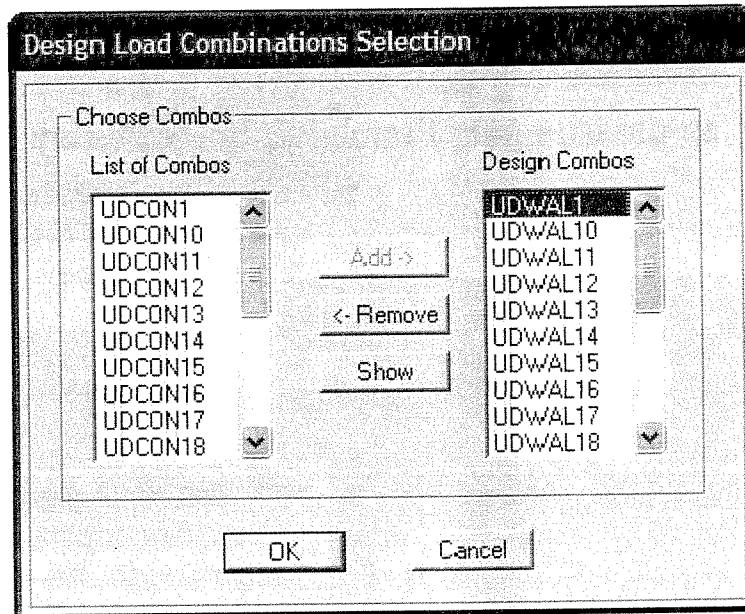 Design Load Combinations Selection
Choose Combos
List of Combos
UDCON1
UDCON10
UDCON11
UDCON12
UDCON13
UDCON14
UDCON15
UDCON16
UDCON17
UDCON18
Add ->
<- Remove
Show
Design Combos
UDWAL1
UDWAL10
UDWAL11
UDWAL12
UDWAL13
UDWAL14
UDWAL15
UDWAL16
UDWAL17
UDWAL18
OK
Cancel